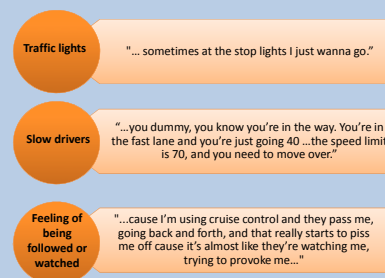 Traffic lights
"... sometimes at the stop lights I just wanna go."
Slow drivers
"...you dummy, you know you're in the way. You're in
the fast lane and you're just going 40 ...the speed limit
is 70, and you need to move over."
Feeling of
being
followed or
watched
"...cause I'm using cruise control and they pass me,
going back and forth, and that really starts to piss
me off cause it's almost like they're watching me,
trying to provoke me..."